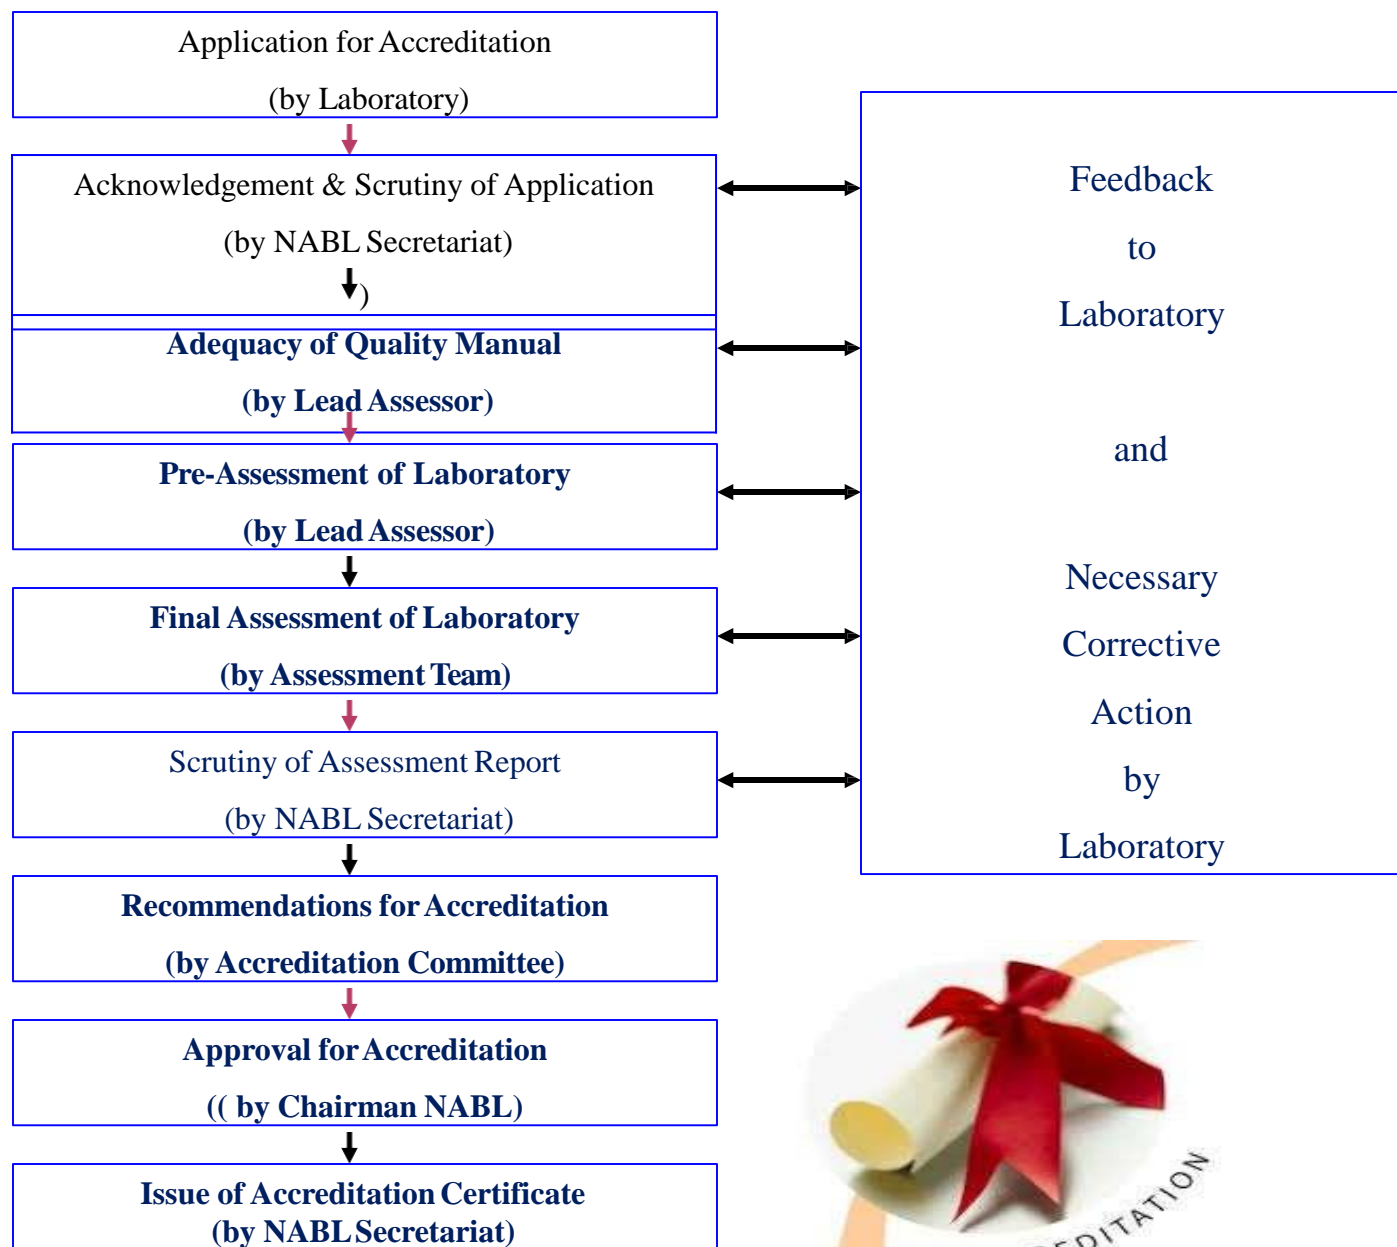 Application for Accreditation
(by Laboratory)
Acknowledgement & Scrutiny of Application
(by NABL Secretariat)
)
Adequacy of Quality Manual
(by Lead Assessor)
Pre-Assessment of Laboratory
(by Lead Assessor)
Final Assessment of Laboratory
(by Assessment Team)
Scrutiny of Assessment Report
(by NABL Secretariat)
Recommendations for Accreditation
(by Accreditation Committee)
Approval for Accreditation
(( by Chairman NABL)
Issue of Accreditation Certificate
(by NABL Secretariat)
Feedback
to
Laboratory
and
Necessary
Corrective
Action
by
Laboratory